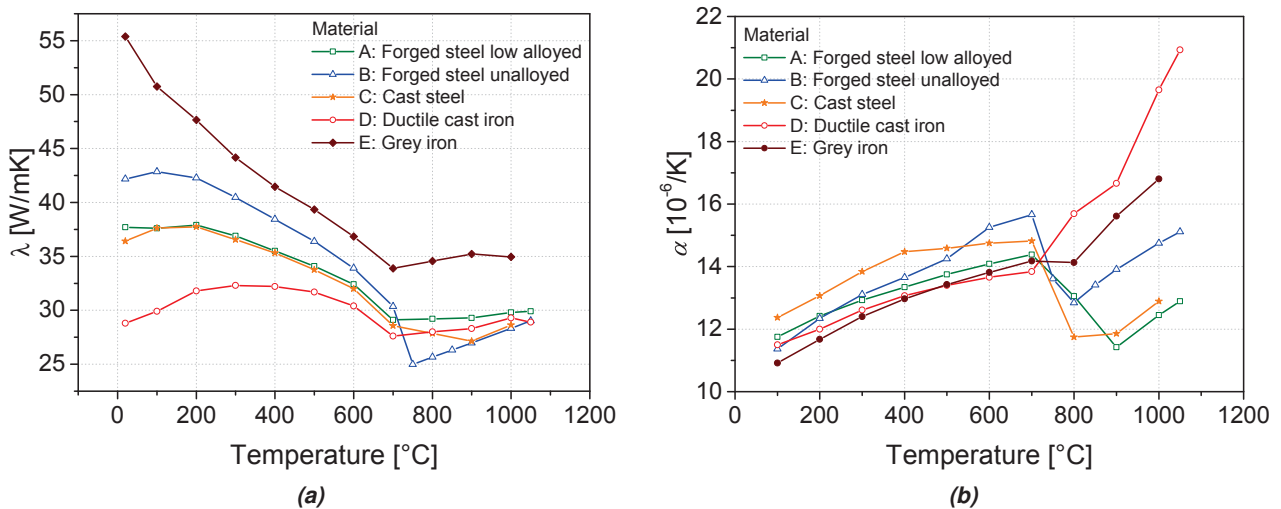 Material
A: Forged steel low alloyed
B: Forged steel unalloyed
C: Cast steel
D: Ductile cast iron
E: Grey iron
λ [W/mK]
55
50
45
40
35
30
25
0 200 400 600 800 1000 1200
Temperature [°C]
(a)
Material
A: Forged steel low alloyed
B: Forged steel unalloyed
C: Cast steel
D: Ductile cast iron
E: Grey iron
α [10⁻⁶/K]
22
20
18
16
14
12
10
0 200 400 600 800 1000 1200
Temperature [°C]
(b)